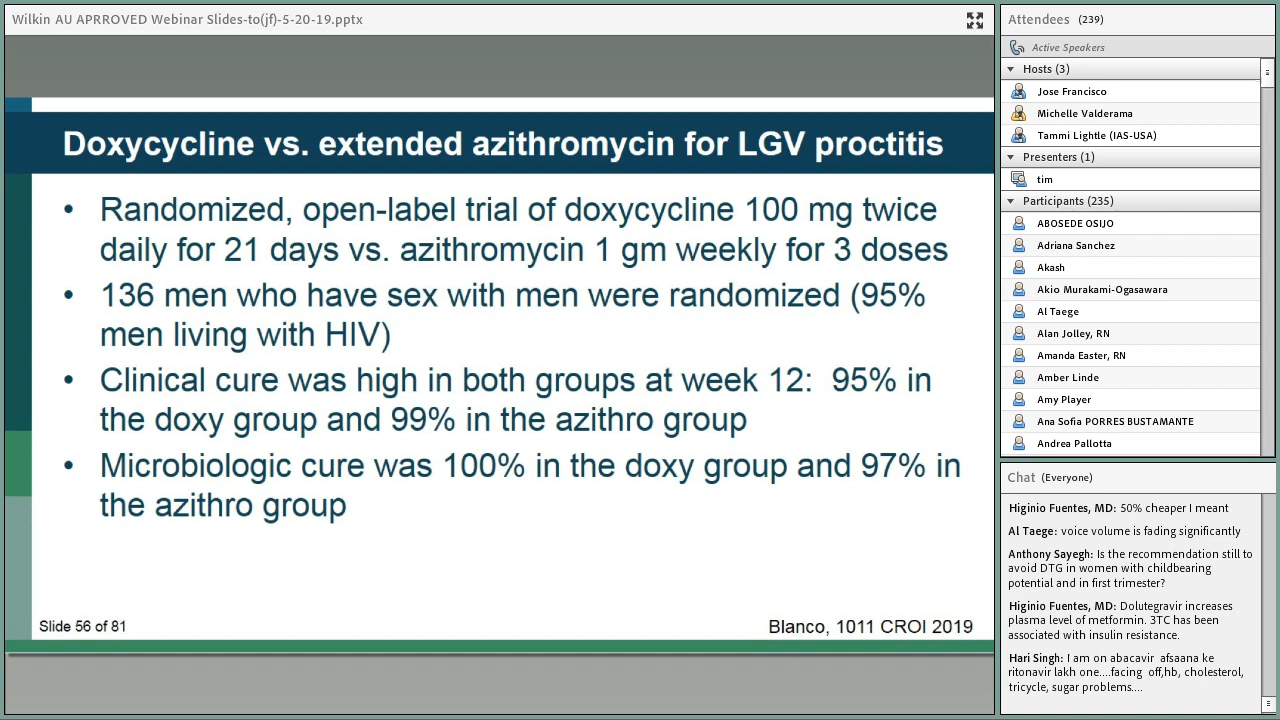 Wilkin AU APRROVED Webinar Slides-to(jf)-5-20-19.pptx
Doxycycline vs. extended azithromycin for LGV proctitis
• Randomized, open-label trial of doxycycline 100 mg twice
daily for 21 days vs. azithromycin 1 gm weekly for 3 doses
• 136 men who have sex with men were randomized (95%
men living with HIV)
• Clinical cure was high in both groups at week 12: 95% in
the doxy group and 99% in the azithro group
• Microbiologic cure was 100% in the doxy group and 97% in
the azithro group
Slide 56 of 81
Blanco, 1011 CROI 2019
Attendees (239)
Active Speakers
Hosts (3)
Jose Francisco
Michelle Valderama
Tammi Lightle (IAS-USA)
Presenters (1)
tim
Participants (235)
ABOSEDE OSIJO
Adriana Sanchez
Akash
Akio Murakami-Ogasawara
Al Taege
Alan Jolley, RN
Amanda Easter, RN
Amber Linde
Amy Player
Ana Sofia PORRES BUSTAMANTE
Andrea Pallotta
Chat (Everyone)
Higinio Fuentes, MD: 50% cheaper I meant
Al Taege: voice volume is fading significantly
Anthony Sayegh: Is the recommendation still to
avoid DTG in women with childbearing
potential and in first trimester?
Higinio Fuentes, MD: Dolutegravir increases
plasma level of metformin. 3TC has been
associated with insulin resistance.
Hari Singh: I am on abacavir afsaana ke
ritonavir lakh one....facing off,hb, cholesterol,
tricycle, sugar problems....